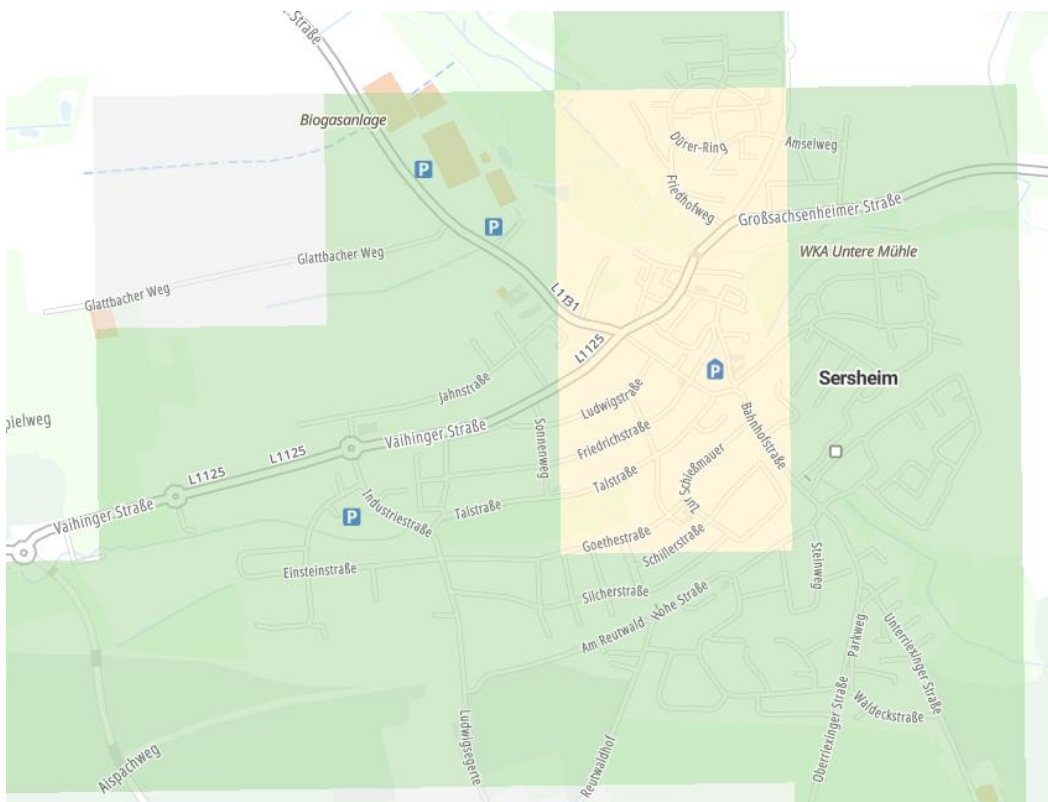 r Straße
Biogasanlage
P
Dürer-Ring
Amselweg
Friedhofweg
Großsachsenheimer Straße
P
WKA Untere Mühle
Glattbacher Weg
Glattbacher Weg
L1131
L1125
P
Sersheim
Jahnstraße
Ludwigstraße
Bahnhofstraße
pielweg
Vaihinger Straße
Sonnenweg
Friedrichstraße
L1125
L1125
Talstraße
Zur Schießmauer
Vaihinger Straße
Industriestraße
P
Talstraße
Goethestraße
Schillerstraße
Steinweg
Einsteinstraße
Silcherstraße
Hohe Straße
Am Reutwald
Parkweg
Unterriexinger Straße
Waldeckstraße
Oberriexinger Straße
Ludwigsegerte
Reutwaldhof
Aispachweg